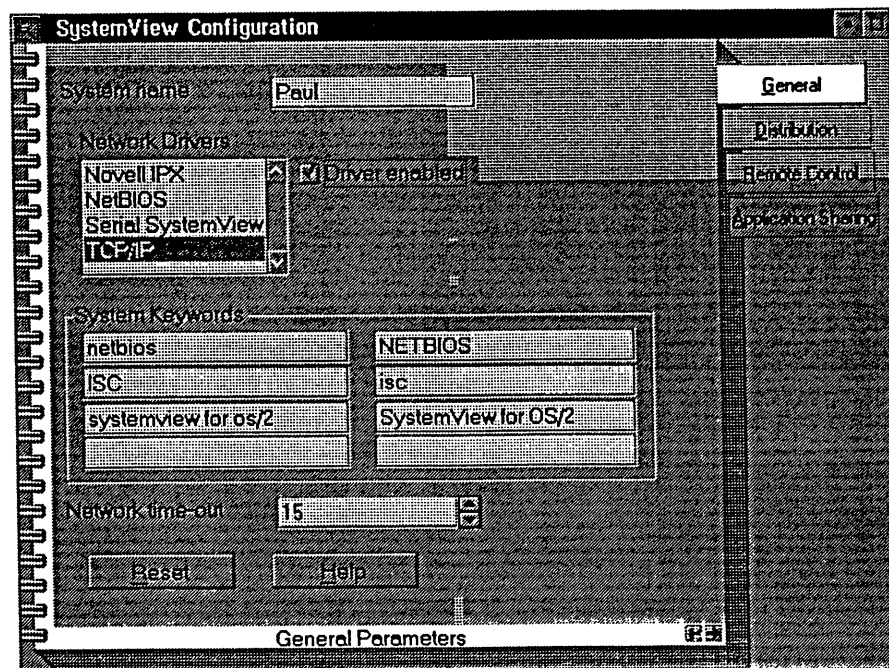 SystemView Configuration
System name
Paul
General
Distribution
Remote Control
Application Sharing
Network Drivers
Novell IPX
NetBIOS
Serial SystemView
TCP/IP
Driver enabled
System Keywords
netbios
NETBIOS
ISC
isc
systemview for os/2
SystemView for OS/2
Network time-out
15
Reset
Help
General Parameters